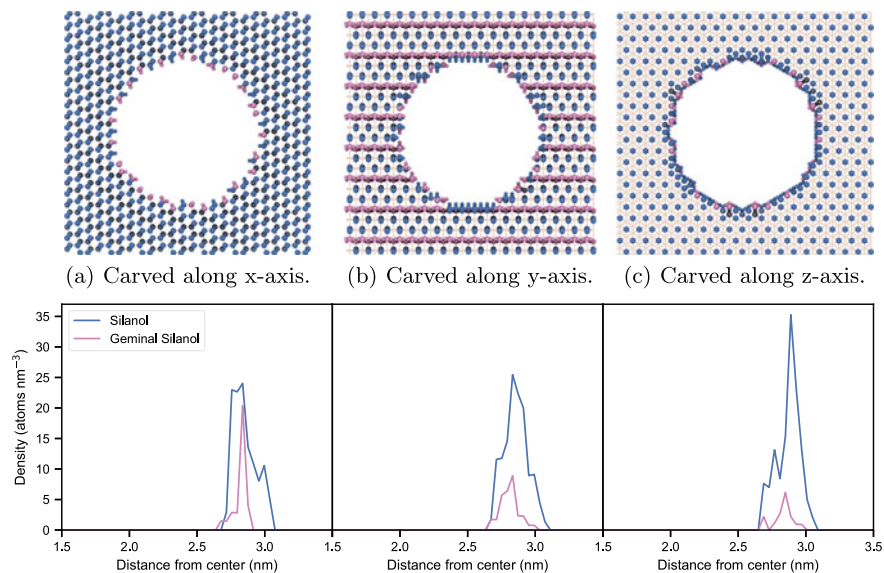 (a) Carved along x-axis.
(b) Carved along y-axis.
(c) Carved along z-axis.
Silanol
Geminal Silanol
Density (atoms nm⁻³)
35
30
25
20
15
10
5
0
1.5 2.0 2.5 3.0 1.5 2.0 2.5 3.0 1.5 2.0 2.5 3.0 3.5
Distance from center (nm) Distance from center (nm) Distance from center (nm)